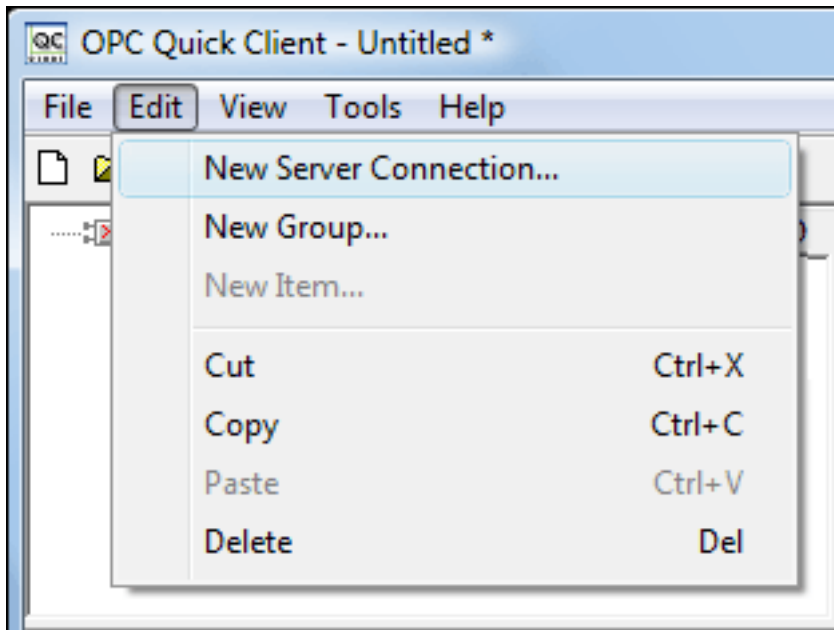 QC
OPC Quick Client - Untitled *
File Edit View Tools Help
New Server Connection...
New Group...
New Item...
Cut Ctrl+X
Copy Ctrl+C
Paste Ctrl+V
Delete Del